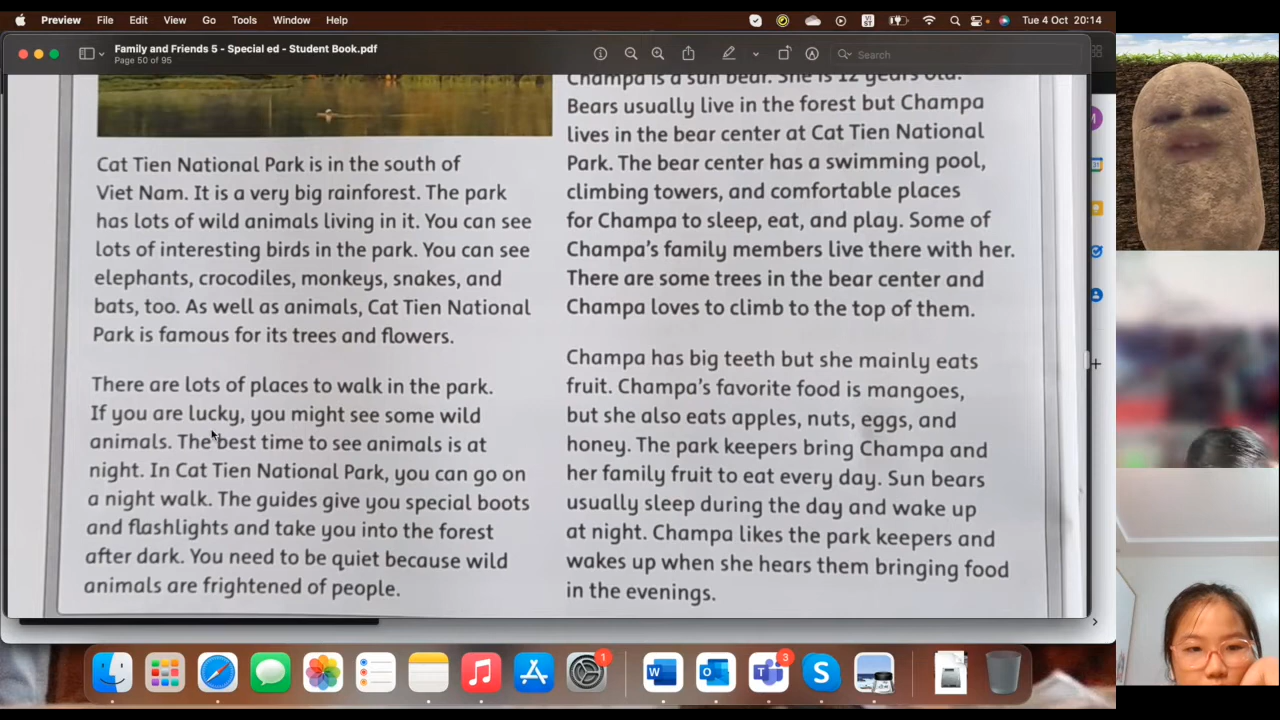 Preview File Edit View Go Tools Window Help
Tue 4 Oct 20:14
Family and Friends 5 - Special ed - Student Book.pdf
Page 50 of 95
Search
Cat Tien National Park is in the south of
Viet Nam. It is a very big rainforest. The park
has lots of wild animals living in it. You can see
lots of interesting birds in the park. You can see
elephants, crocodiles, monkeys, snakes, and
bats, too. As well as animals, Cat Tien National
Park is famous for its trees and flowers.
There are lots of places to walk in the park.
If you are lucky, you might see some wild
animals. The best time to see animals is at
night. In Cat Tien National Park, you can go on
a night walk. The guides give you special boots
and flashlights and take you into the forest
after dark. You need to be quiet because wild
animals are frightened of people.
Champa is a sun bear. She is 12 years old.
Bears usually live in the forest but Champa
lives in the bear center at Cat Tien National
Park. The bear center has a swimming pool,
climbing towers, and comfortable places
for Champa to sleep, eat, and play. Some of
Champa's family members live there with her.
There are some trees in the bear center and
Champa loves to climb to the top of them.
Champa has big teeth but she mainly eats
fruit. Champa's favorite food is mangoes,
but she also eats apples, nuts, eggs, and
honey. The park keepers bring Champa and
her family fruit to eat every day. Sun bears
usually sleep during the day and wake up
at night. Champa likes the park keepers and
wakes up when she hears them bringing food
in the evenings.
1
3